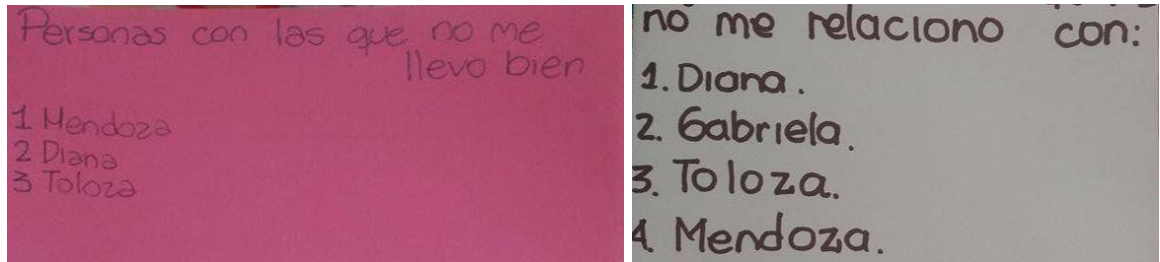 Personas con las que no me
llevo bien
1 Mendoza
2 Diana
3 Toloza
no me relaciono con:
1. Diana.
2. Gabriela.
3. Toloza.
4. Mendoza.